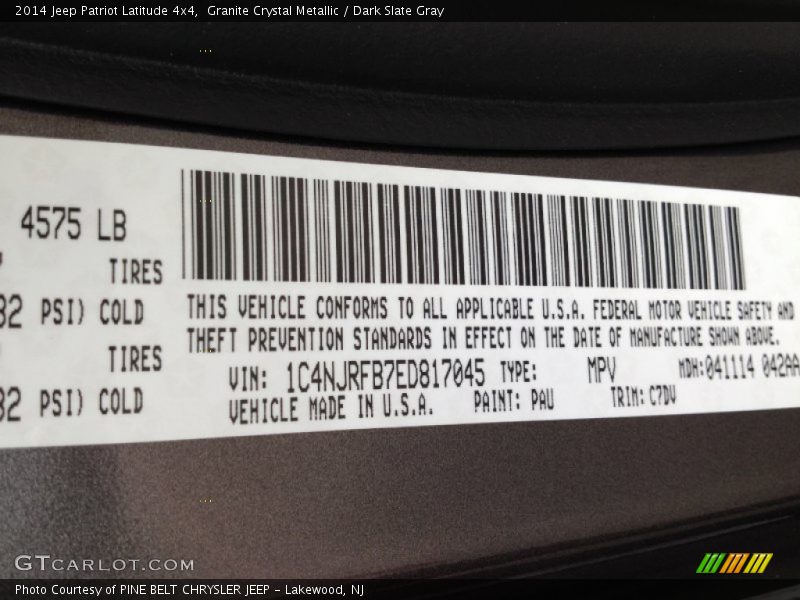 2014 Jeep Patriot Latitude 4x4,  Granite Crystal Metallic / Dark Slate Gray
4575 LB
TIRES
32 PSI) COLD
TIRES
32 PSI) COLD
THIS VEHICLE CONFORMS TO ALL APPLICABLE U.S.A. FEDERAL MOTOR VEHICLE SAFETY AND
THEFT PREVENTION STANDARDS IN EFFECT ON THE DATE OF MANUFACTURE SHOWN ABOVE.
VIN: 1C4NJRFB7ED817045 TYPE: MPV MDH:041114 042AA
VEHICLE MADE IN U.S.A. PAINT: PAU TRIM: C7DV
GTCARLOT.COM
Photo Courtesy of PINE BELT CHRYSLER JEEP - Lakewood, NJ